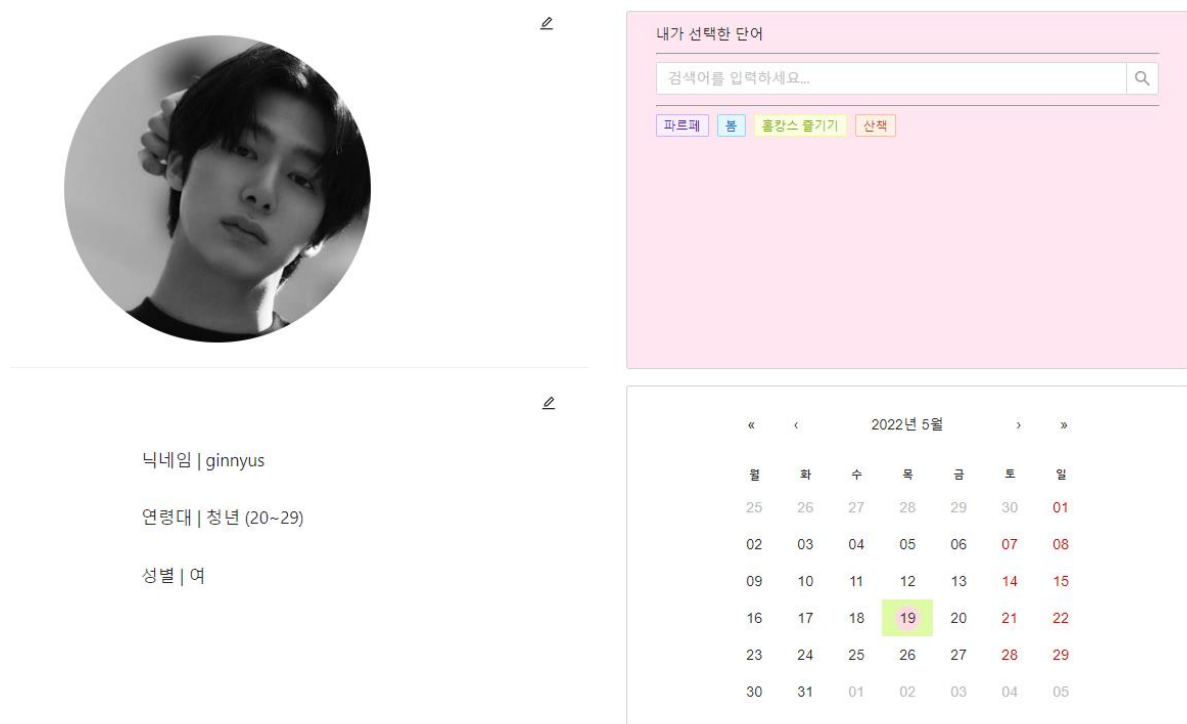 내가 선택한 단어
검색어를 입력하세요...
파르페 봄 홈캉스 즐기기 산책
닉네임 | ginnyus
연령대 | 청년 (20~29)
성별 | 여
« ‹ 2022년 5월 › »
월 화 수 목 금 토 일
25 26 27 28 29 30 01
02 03 04 05 06 07 08
09 10 11 12 13 14 15
16 17 18 19 20 21 22
23 24 25 26 27 28 29
30 31 01 02 03 04 05